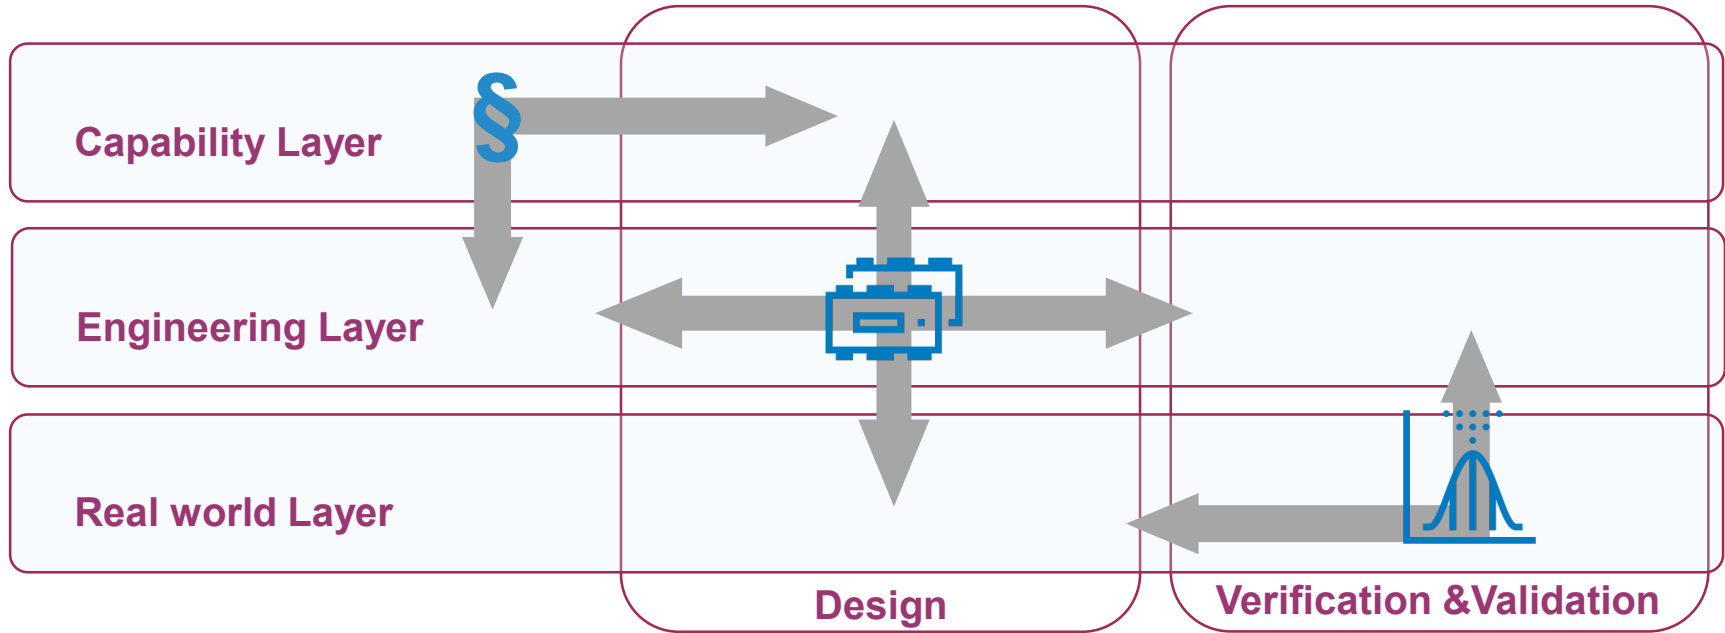 §
Capability Layer
Engineering Layer
Real world Layer
Design
Verification &Validation